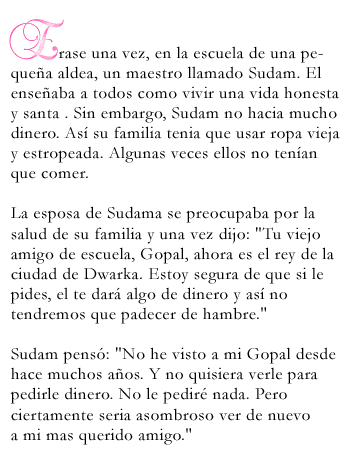 Erase una vez, en la escuela de una pe-
queña aldea, un maestro llamado Sudam. El
enseñaba a todos como vivir una vida honesta
y santa . Sin embargo, Sudam no hacia mucho
dinero. Así su familia tenia que usar ropa vieja
y estropeada. Algunas veces ellos no tenían
que comer.

La esposa de Sudama se preocupaba por la
salud de su familia y una vez dijo: "Tu viejo
amigo de escuela, Gopal, ahora es el rey de la
ciudad de Dwarka. Estoy segura de que si le
pides, el te dará algo de dinero y así no
tendremos que padecer de hambre."

Sudam pensó: "No he visto a mi Gopal desde
hace muchos años. Y no quisiera verle para
pedirle dinero. No le pediré nada. Pero
ciertamente seria asombroso ver de nuevo
a mi mas querido amigo."